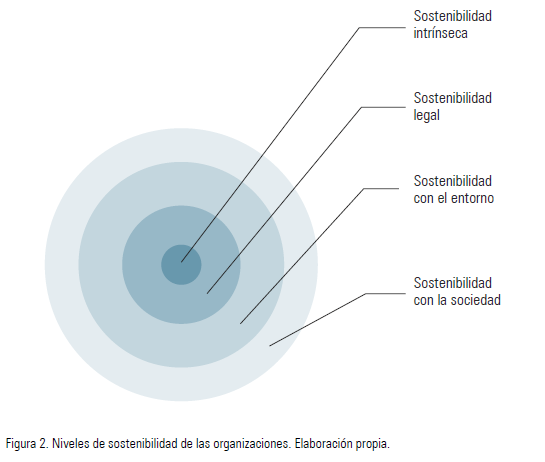 Sostenibilidad
intrínseca
Sostenibilidad
legal
Sostenibilidad
con el entorno
Sostenibilidad
con la sociedad
Figura 2. Niveles de sostenibilidad de las organizaciones. Elaboración propia.